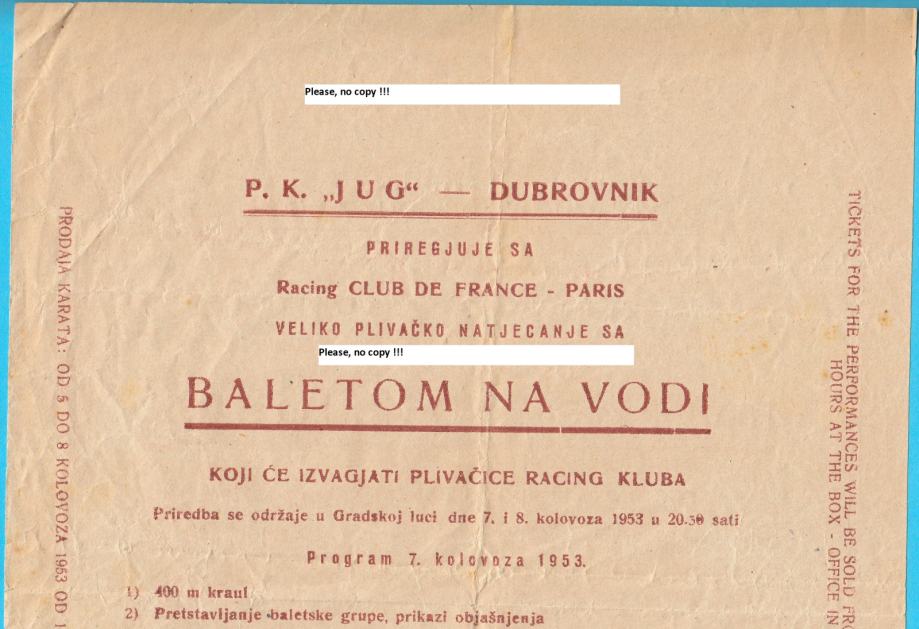 Please, no copy !!!
P. K. „JUG“ — DUBROVNIK
PRIREGJUJE SA
Racing CLUB DE FRANCE - PARIS
VELIKO PLIVAČKO NATJECANJE SA
Please, no copy !!!
BALETOM NA VODI
KOJI ĆE IZVAGJATI PLIVAČICE RACING KLUBA
Priredba se održaje u Gradskoj luci dne 7. i 8. kolovoza 1953 u 20.30 sati
Program 7. kolovoza 1953.
1) 400 m kraul
2) Pretstavljanje baletske grupe, prikazi objašnjenja
PRODAJA KARATA: OD 5 DO 8 KOLOVOZA 1953 OD
TICKETS FOR THE PERFORMANCES WILL BE SOLD
HOURS AT THE BOX - OFFICE IN